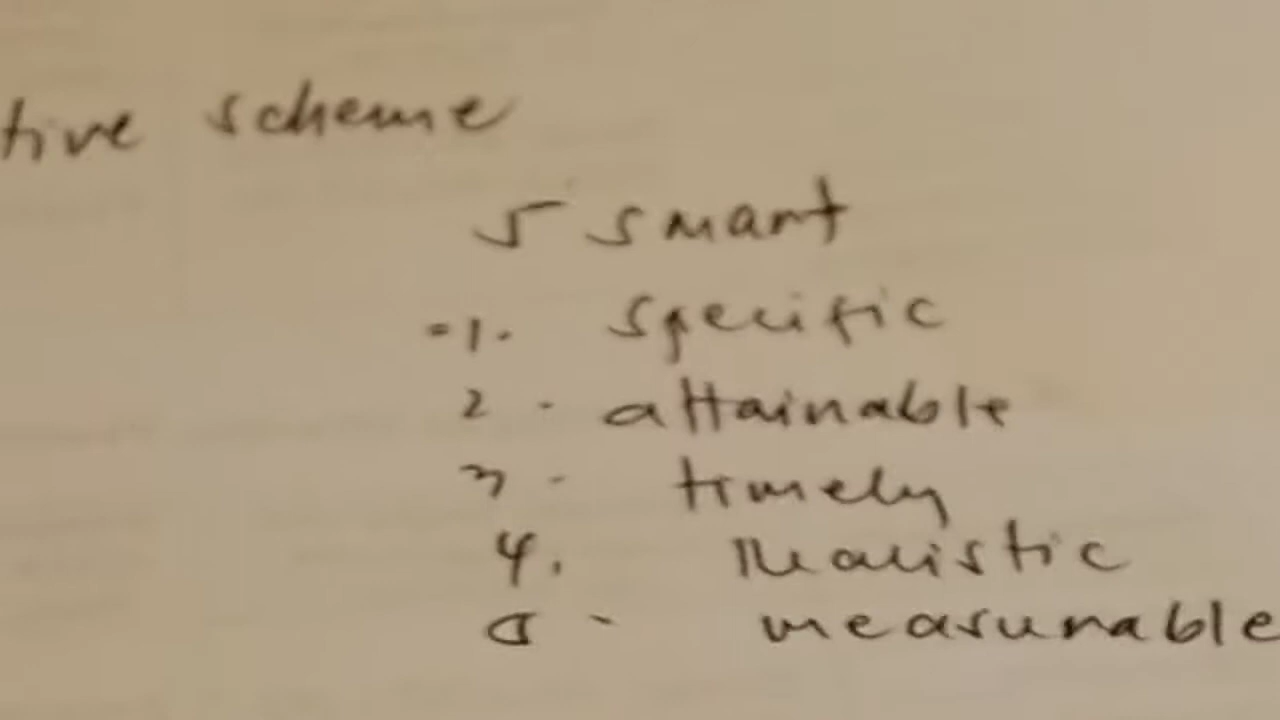 tive scheme
5 smart
-1. specific
2. attainable
3. timely
4. realistic
5. measurable